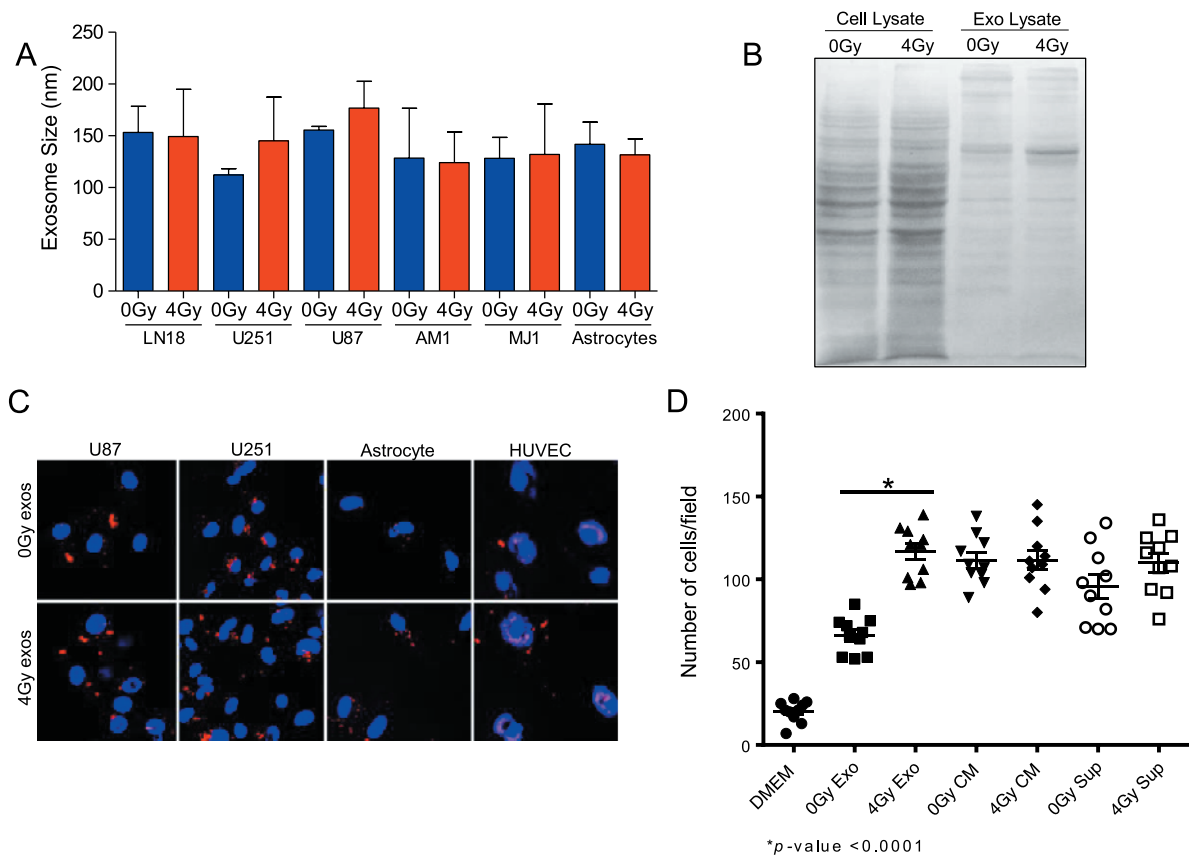 A
Exosome Size (nm)
250
200
150
100
50
0
0Gy 4Gy 0Gy 4Gy 0Gy 4Gy 0Gy 4Gy 0Gy 4Gy 0Gy 4Gy
LN18 U251 U87 AM1 MJ1 Astrocytes
B
Cell Lysate Exo Lysate
0Gy 4Gy 0Gy 4Gy
C
U87 U251 Astrocyte HUVEC
0Gy exos
4Gy exos
D
Number of cells/field
200
150
100
50
0
*
DMEM 0Gy Exo 4Gy Exo 0Gy CM 4Gy CM 0Gy Sup 4Gy Sup
*p-value <0.0001